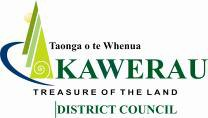 Taonga o te Whenua
KAWERAU
TREASURE OF THE LAND
DISTRICT COUNCIL